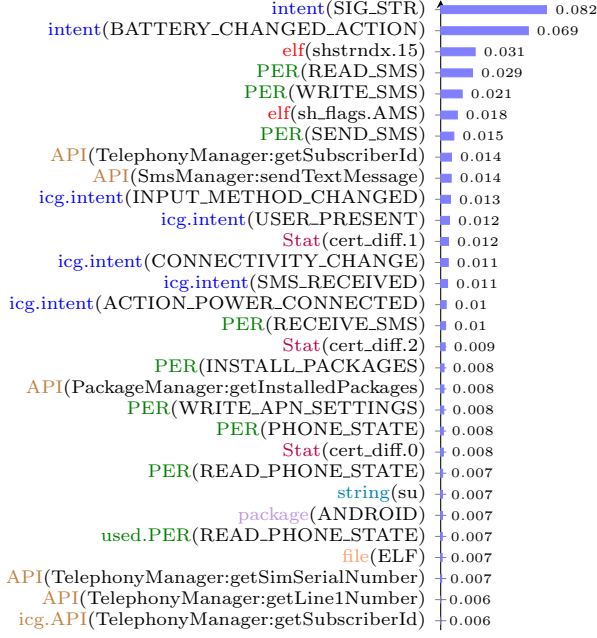 intent(SIG_STR) 0.082
intent(BATTERY_CHANGED_ACTION) 0.069
elf(shstrndx.15) 0.031
PER(READ_SMS) 0.029
PER(WRITE_SMS) 0.021
elf(sh_flags.AMS) 0.018
PER(SEND_SMS) 0.015
API(TelephonyManager:getSubscriberId) 0.014
API(SmsManager:sendTextMessage) 0.014
icg.intent(INPUT_METHOD_CHANGED) 0.013
icg.intent(USER_PRESENT) 0.012
Stat(cert_diff.1) 0.012
icg.intent(CONNECTIVITY_CHANGE) 0.011
icg.intent(SMS_RECEIVED) 0.011
icg.intent(ACTION_POWER_CONNECTED) 0.01
PER(RECEIVE_SMS) 0.01
Stat(cert_diff.2) 0.009
PER(INSTALL_PACKAGES) 0.008
API(PackageManager:getInstalledPackages) 0.008
PER(WRITE_APN_SETTINGS) 0.008
PER(PHONE_STATE) 0.008
Stat(cert_diff.0) 0.008
PER(READ_PHONE_STATE) 0.007
string(su) 0.007
package(ANDROID) 0.007
used.PER(READ_PHONE_STATE) 0.007
file(ELF) 0.007
API(TelephonyManager:getSimSerialNumber) 0.007
API(TelephonyManager:getLine1Number) 0.006
icg.API(TelephonyManager:getSubscriberId) 0.006